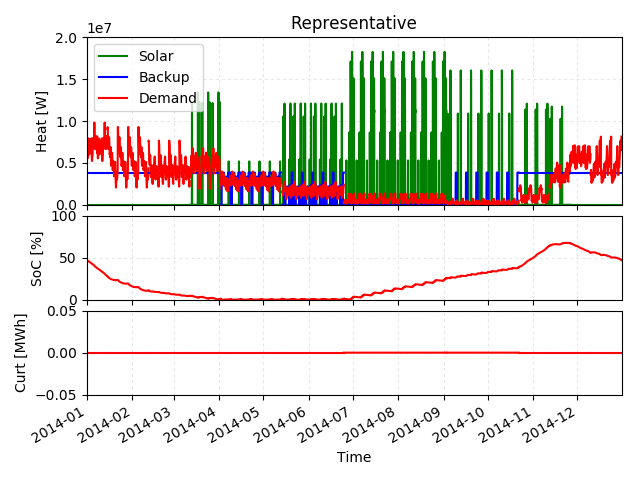 Representative
1e7
2.0
1.5
1.0
0.5
0.0
Heat [W]
Solar
Backup
Demand
100
50
0
SoC [%]
0.05
0.00
−0.05
Curt [MWh]
2014-01
2014-02
2014-03
2014-04
2014-05
2014-06
2014-07
2014-08
2014-09
2014-10
2014-11
2014-12
Time